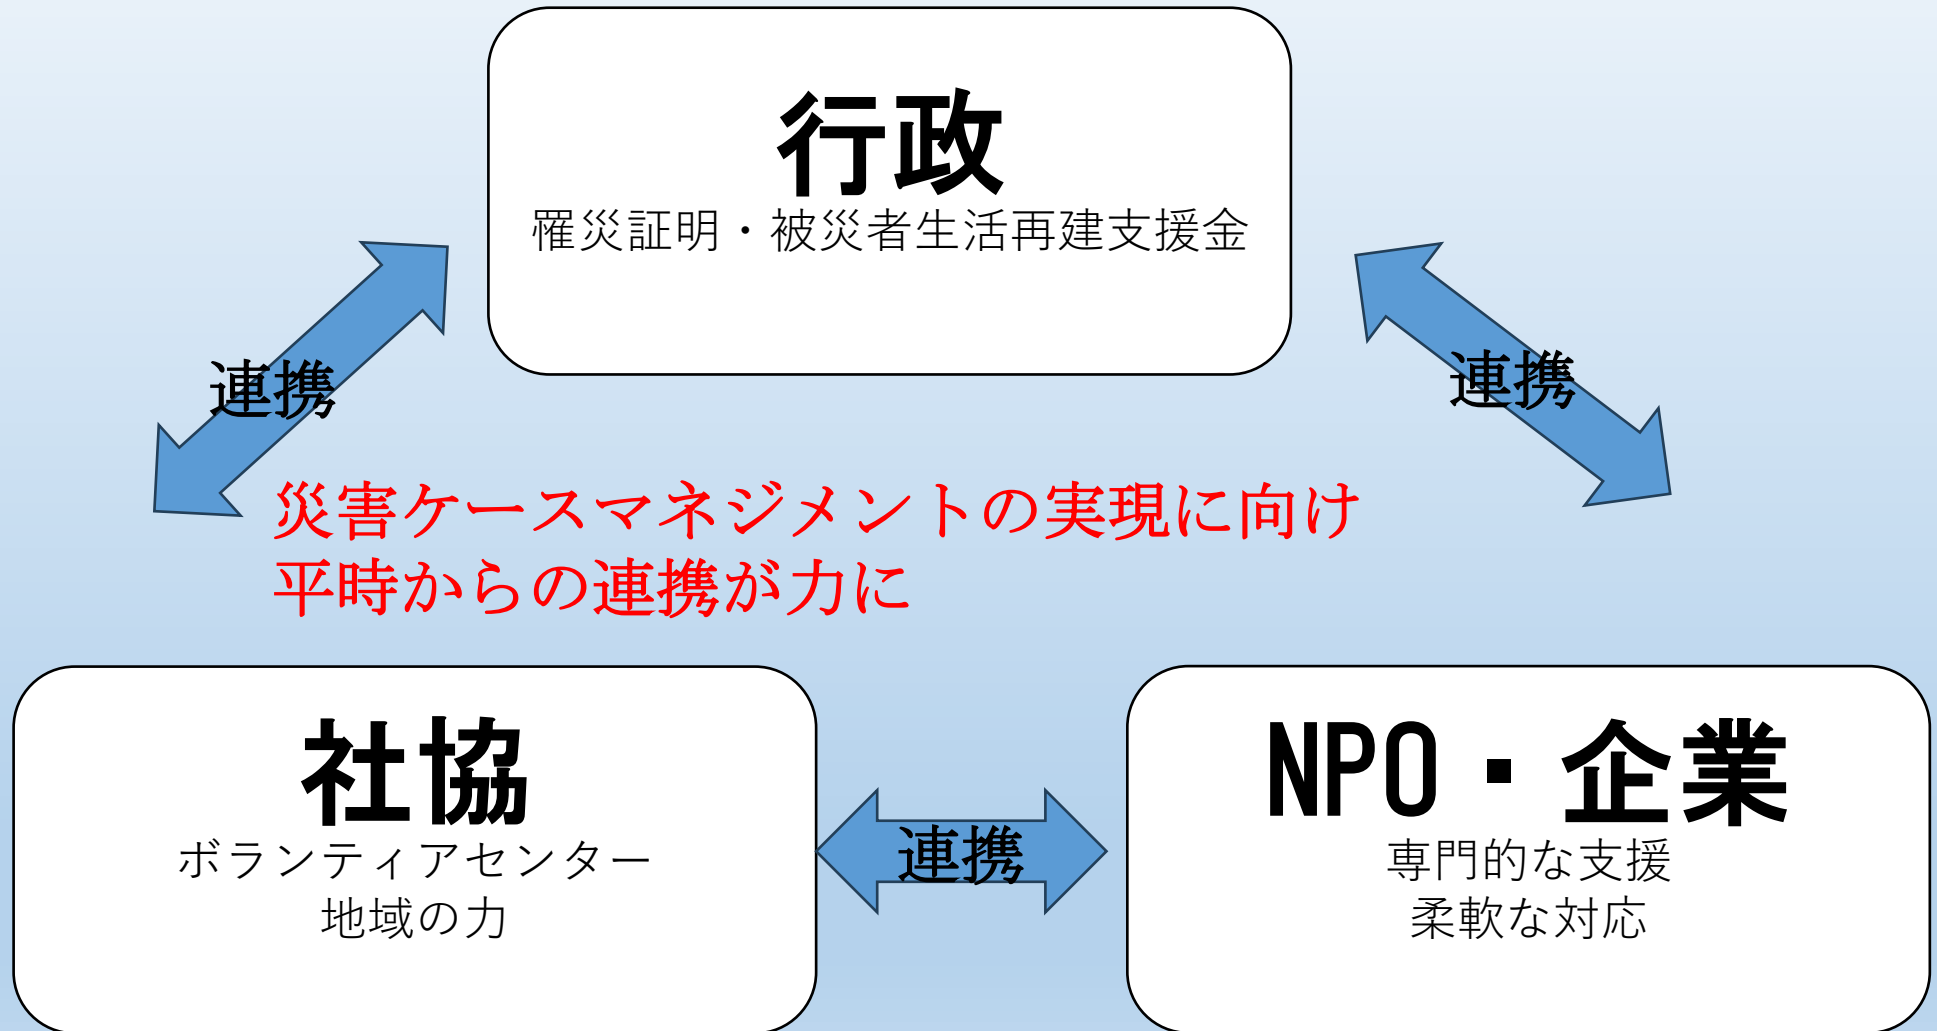 行政
罹災証明・被災者生活再建支援金
連携
連携
災害ケースマネジメントの実現に向け
平時からの連携が力に
社協
ボランティアセンター
地域の力
連携
NPO・企業
専門的な支援
柔軟な対応